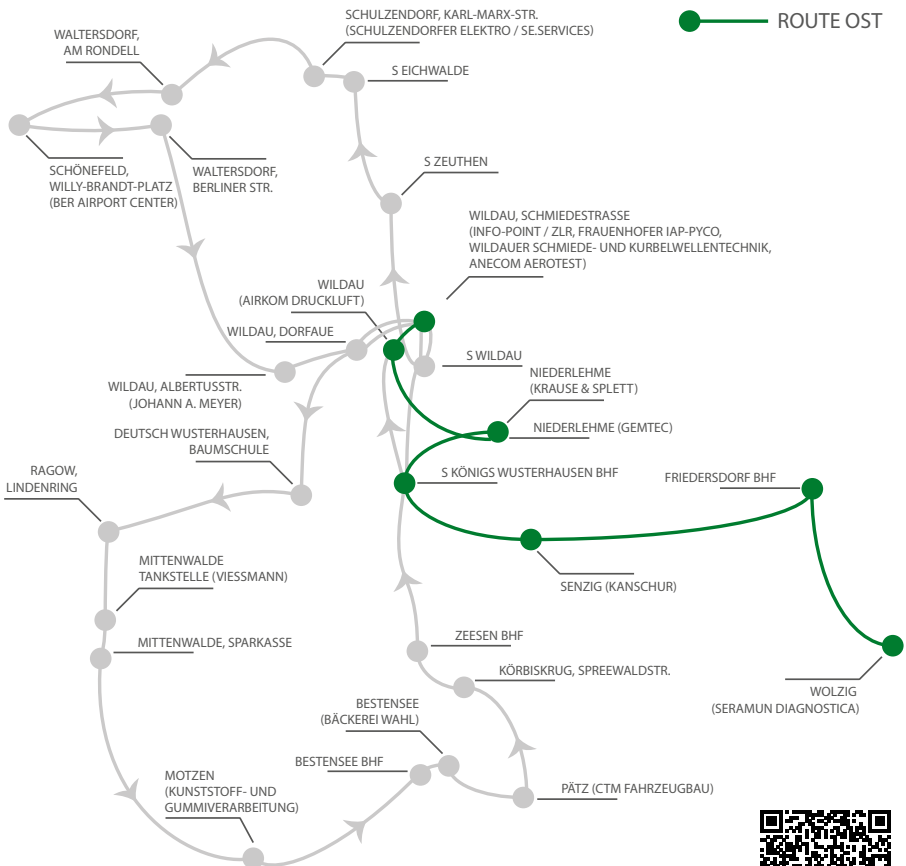 SCHULZENDORF, KARL-MARX-STR.
(SCHULZENDORFER ELEKTRO / SE.SERVICES)
ROUTE OST
WALTERSDORF,
AM RONDELL
S EICHWALDE
SCHÖNEFELD,
WILLY-BRANDT-PLATZ
(BER AIRPORT CENTER)
WALTERSDORF,
BERLINER STR.
S ZEUTHEN
WILDAU, SCHMIEDESTRASSE
(INFO-POINT / ZLR, FRAUENHOFER IAP-PYCO,
WILDAUER SCHMIEDE- UND KURBELWELLENTECHNIK,
ANECOM AEROTEST)
WILDAU
(AIRKOM DRUCKLUFT)
WILDAU, DORFAUE
S WILDAU
WILDAU, ALBERTUSSTR.
(JOHANN A. MEYER)
NIEDERLEHME
(KRAUSE & SPLETT)
NIEDERLEHME (GEMTEC)
DEUTSCH WUSTERHAUSEN,
BAUMSCHULE
S KÖNIGS WUSTERHAUSEN BHF
FRIEDERSDORF BHF
RAGOW,
LINDENRING
MITTENWALDE
TANKSTELLE (VIESSMANN)
SENZIG (KANSCHUR)
MITTENWALDE, SPARKASSE
ZEESEN BHF
KÖRBISKRUG, SPREEWALDSTR.
WOLZIG
(SERAMUN DIAGNOSTICA)
BESTENSEE
(BÄCKEREI WAHL)
BESTENSEE BHF
MOTZEN
(KUNSTSTOFF- UND
GUMMIVERARBEITUNG)
PÄTZ (CTM FAHRZEUGBAU)